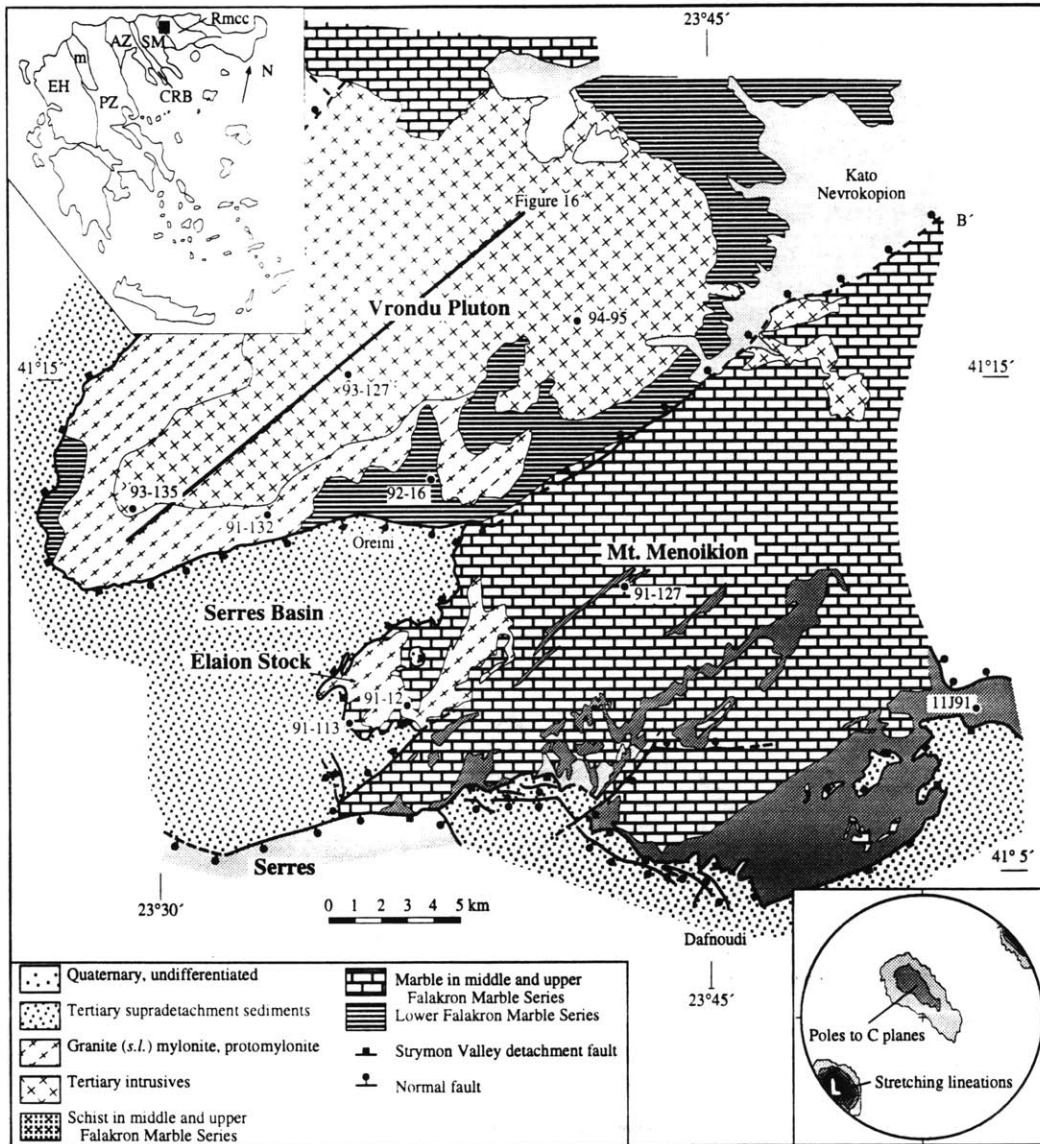 23°45´
Rmcc
AZ
SM
N
m
EH
PZ
CRB
Kato
Nevrokopion
Figure 16
B´
Vrondu Pluton
94-95
41°15´
41°15´
93-127
93-135
92-16
91-132
Oreini
Mt. Menoikion
91-127
Serres Basin
Elaion Stock
91-12
11J91
91-113
Serres
41° 5´
23°30´
0 1 2 3 4 5 km
Dafnoudi
23°45´
Quaternary, undifferentiated
Tertiary supradetachment sediments
Granite (s.l.) mylonite, protomylonite
Tertiary intrusives
Schist in middle and upper
Falakron Marble Series
Marble in middle and upper
Falakron Marble Series
Lower Falakron Marble Series
Strymon Valley detachment fault
Normal fault
Poles to C planes
L
Stretching lineations